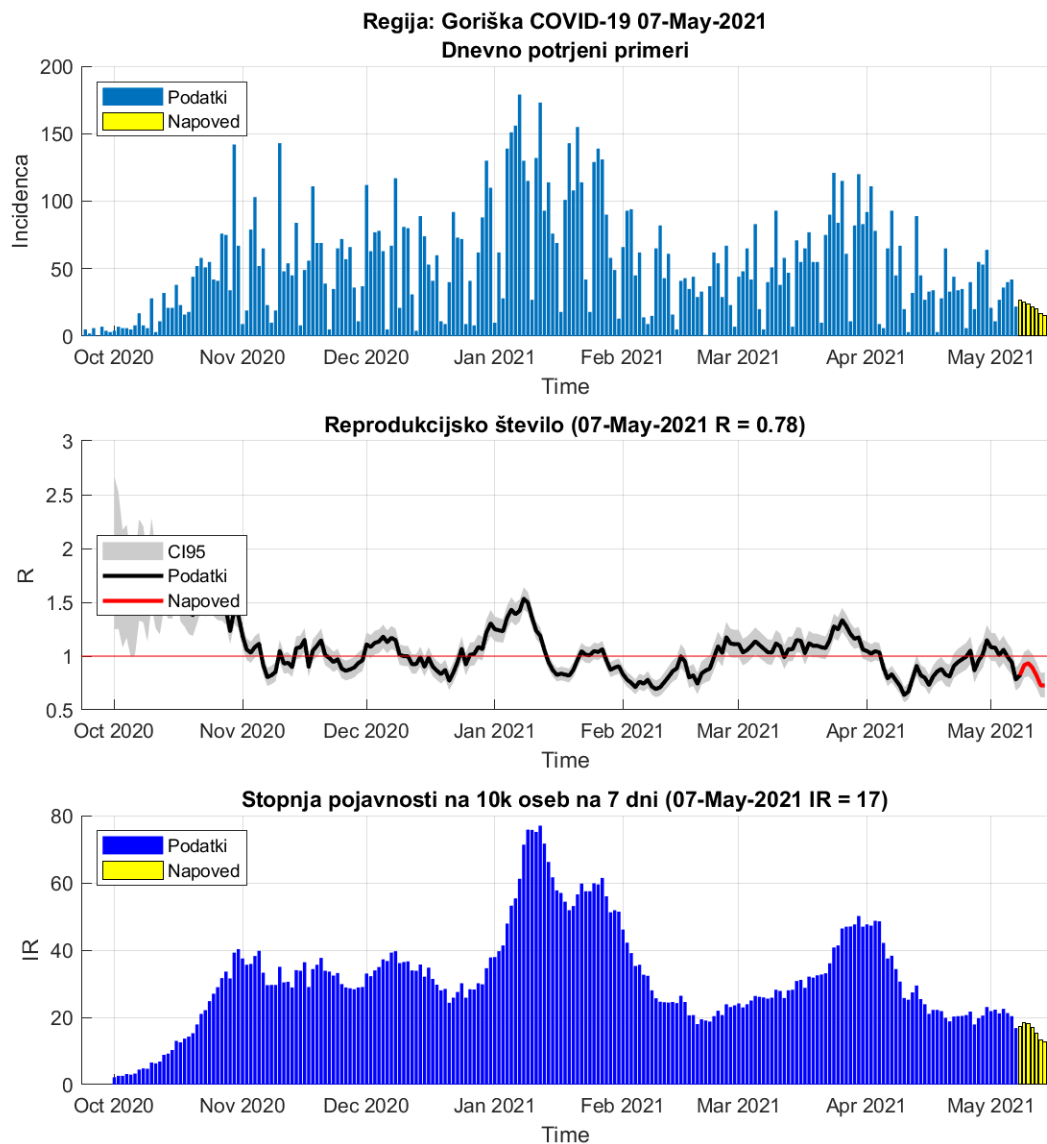 Regija: Goriška COVID-19 07-May-2021
Dnevno potrjeni primeri
200
150
100
50
0
Incidenca
Podatki
Napoved
Oct 2020 Nov 2020 Dec 2020 Jan 2021 Feb 2021 Mar 2021 Apr 2021 May 2021
Time
Reprodukcijsko število (07-May-2021 R = 0.78)
3
2.5
2
1.5
1
0.5
R
CI95
Podatki
Napoved
Oct 2020 Nov 2020 Dec 2020 Jan 2021 Feb 2021 Mar 2021 Apr 2021 May 2021
Time
Stopnja pojavnosti na 10k oseb na 7 dni (07-May-2021 IR = 17)
80
60
40
20
0
IR
Podatki
Napoved
Oct 2020 Nov 2020 Dec 2020 Jan 2021 Feb 2021 Mar 2021 Apr 2021 May 2021
Time